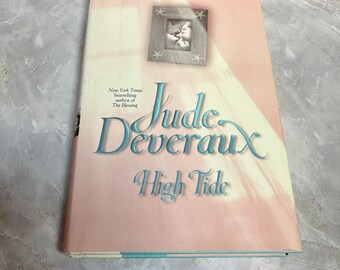 New York Times
bestselling
author of
The Blessing
Jude
Deveraux
High Tide